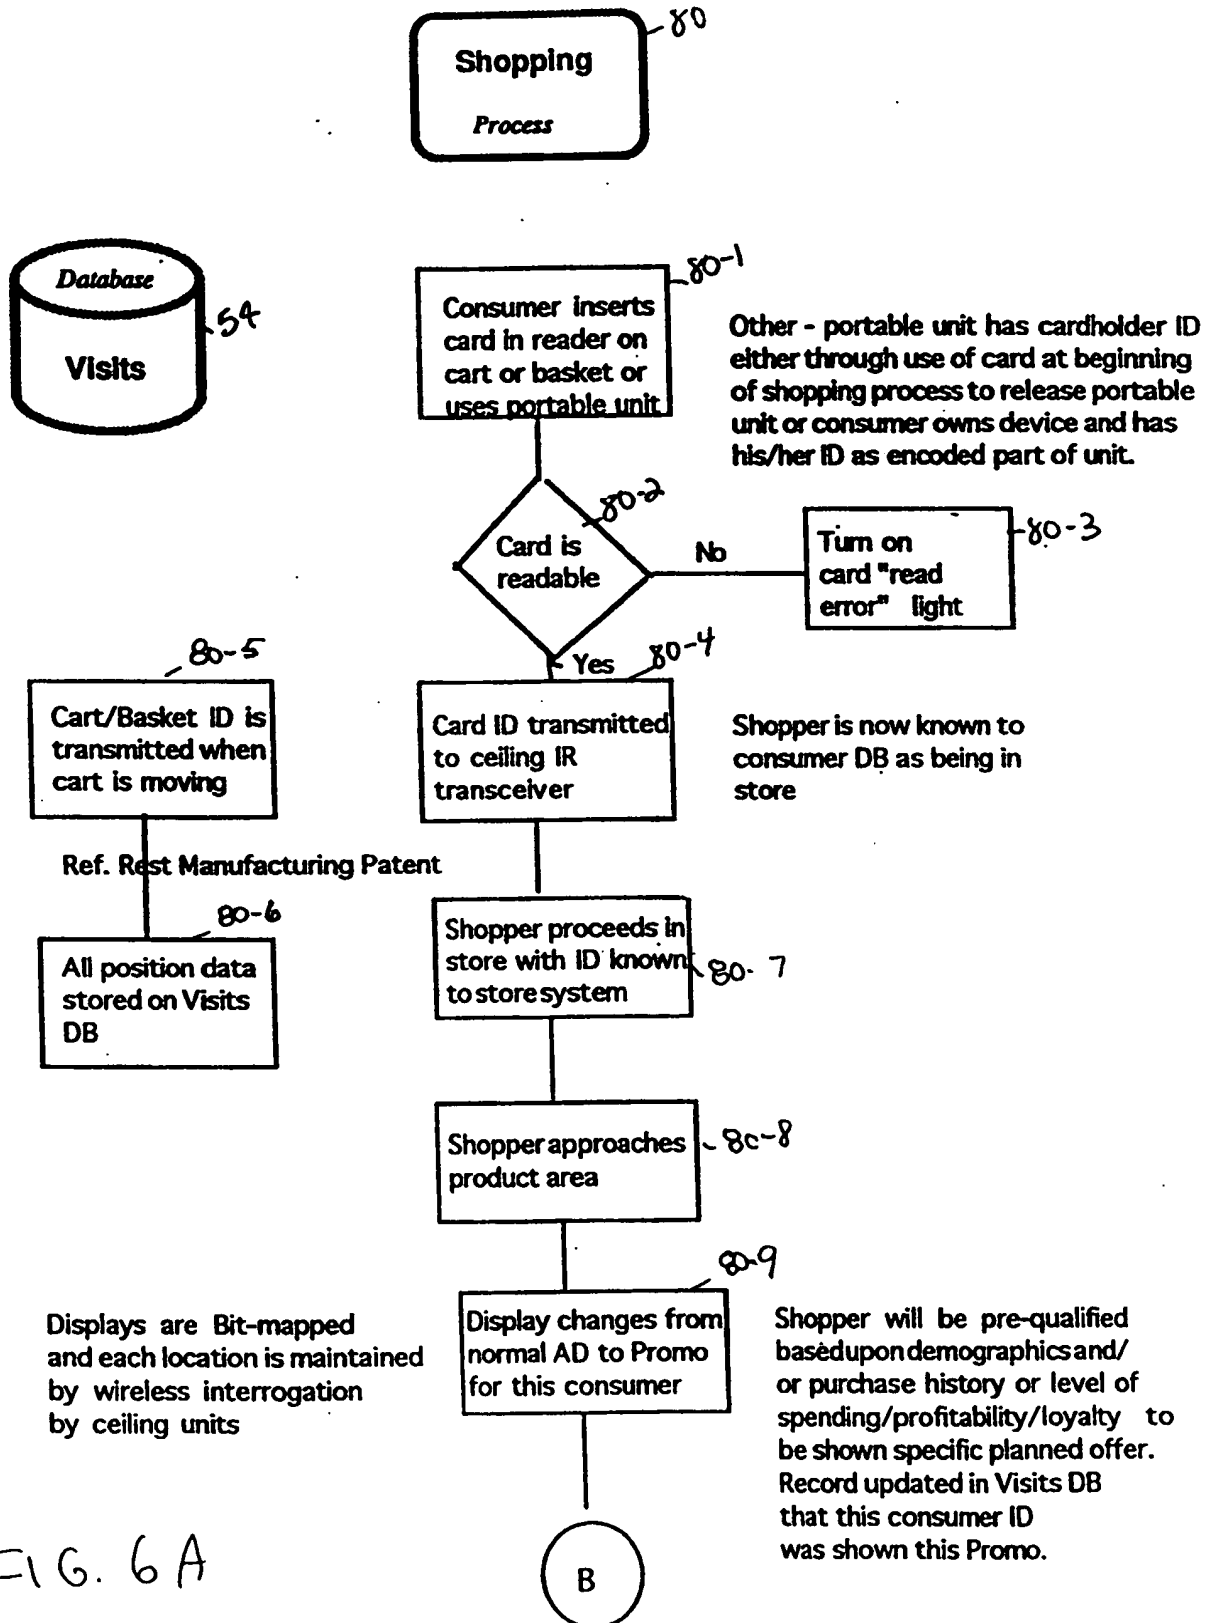 80
Shopping
Process
Database
Visits
54
80-1
Consumer inserts
card in reader on
cart or basket or
uses portable unit
Other - portable unit has cardholder ID
either through use of card at beginning
of shopping process to release portable
unit or consumer owns device and has
his/her ID as encoded part of unit.
80-2
Card is
readable
No
80-3
Turn on
card "read
error" light
Yes
80-4
Card ID transmitted
to ceiling IR
transceiver
Shopper is now known to
consumer DB as being in
store
80-5
Cart/Basket ID is
transmitted when
cart is moving
Ref. Rest Manufacturing Patent
80-6
All position data
stored on Visits
DB
Shopper proceeds in
store with ID known
to store system
80-7
Shopper approaches
product area
80-8
80-9
Display changes from
normal AD to Promo
for this consumer
Displays are Bit-mapped
and each location is maintained
by wireless interrogation
by ceiling units
Shopper will be pre-qualified
based upon demographics and/
or purchase history or level of
spending/profitability/loyalty to
be shown specific planned offer.
Record updated in Visits DB
that this consumer ID
was shown this Promo.
B
FIG. 6A